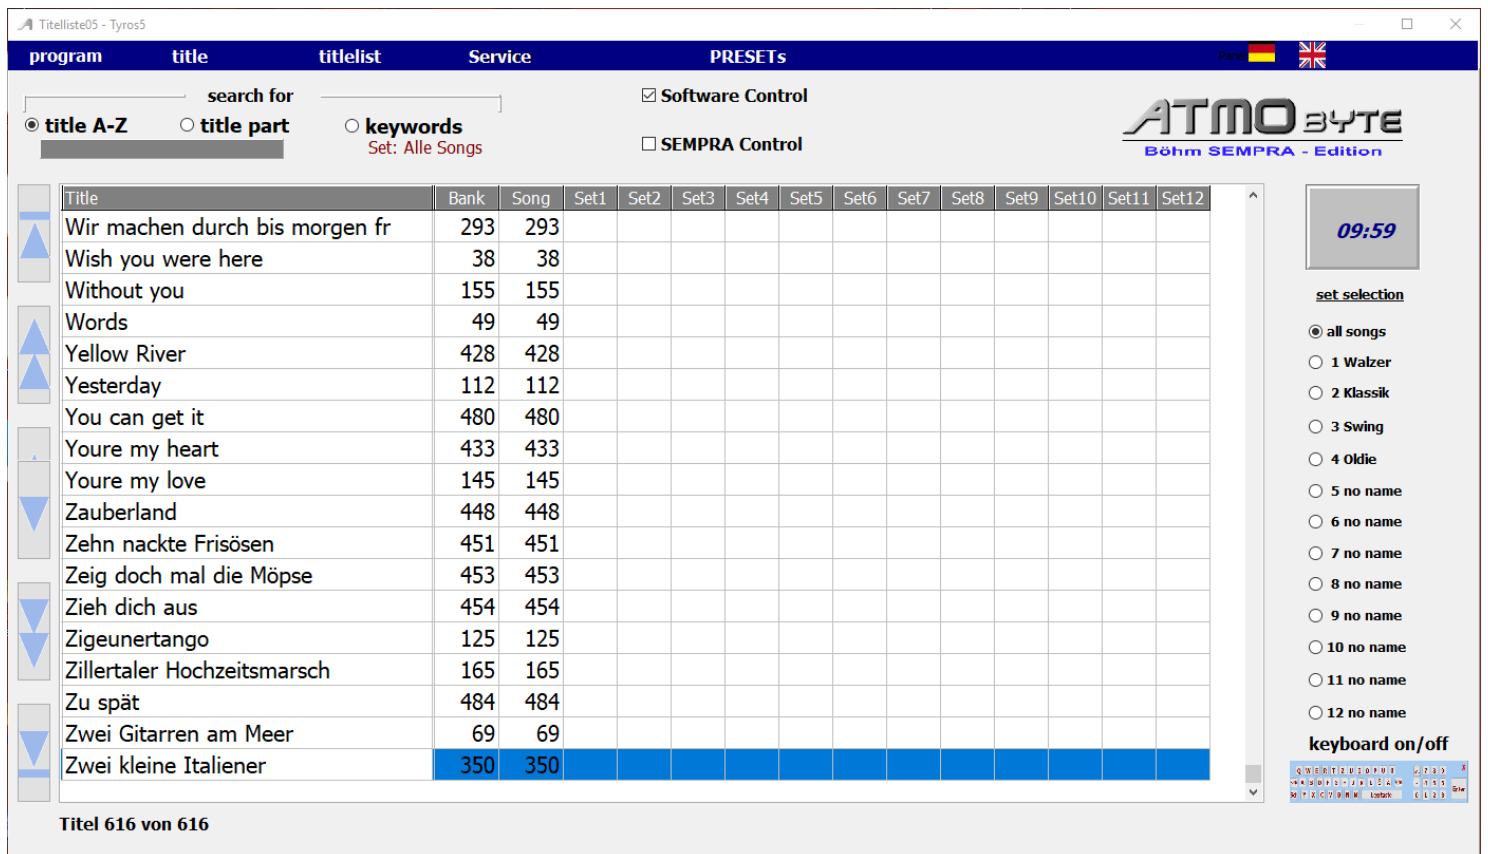 Titelliste05 - Tyros5
program title titlelist Service PRESETs
search for
title A-Z title part keywords
Set: Alle Songs
Software Control
SEMPRA Control
ATMO BYTE
Böhm SEMPRA - Edition
Title Bank Song Set1 Set2 Set3 Set4 Set5 Set6 Set7 Set8 Set9 Set10 Set11 Set12
Wir machen durch bis morgen fr 293 293
Wish you were here 38 38
Without you 155 155
Words 49 49
Yellow River 428 428
Yesterday 112 112
You can get it 480 480
Youre my heart 433 433
Youre my love 145 145
Zauberland 448 448
Zehn nackte Frisösen 451 451
Zeig doch mal die Möpse 453 453
Zieh dich aus 454 454
Zigeunertango 125 125
Zillertaler Hochzeitsmarsch 165 165
Zu spät 484 484
Zwei Gitarren am Meer 69 69
Zwei kleine Italiener 350 350
Titel 616 von 616
09:59
set selection
all songs
1 Walzer
2 Klassik
3 Swing
4 Oldie
5 no name
6 no name
7 no name
8 no name
9 no name
10 no name
11 no name
12 no name
keyboard on/off